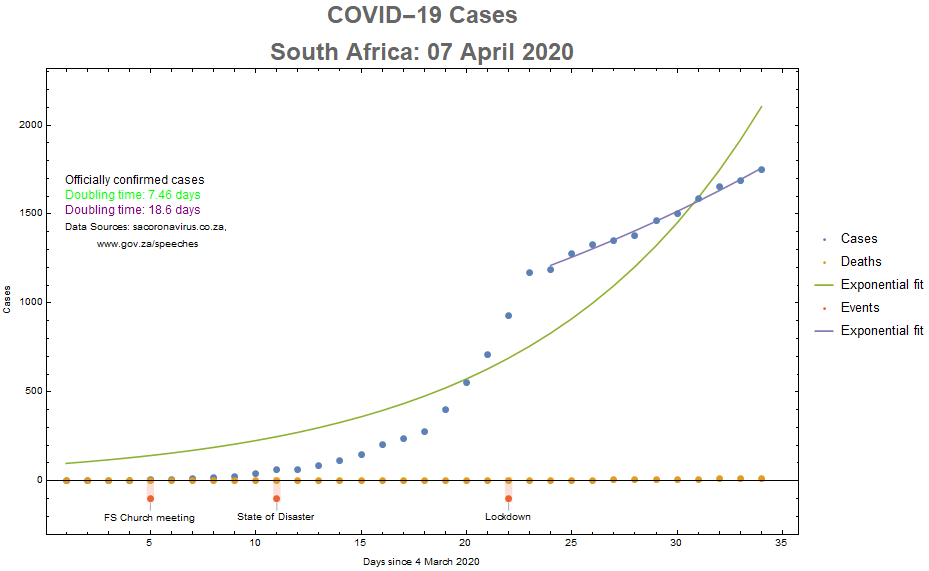 COVID–19 Cases
South Africa: 07 April 2020
2000
1500
1000
500
0
Cases
Officially confirmed cases
Doubling time: 7.46 days
Doubling time: 18.6 days
Data Sources: sacoronavirus.co.za,
www.gov.za/speeches
Cases
Deaths
Exponential fit
Events
Exponential fit
FS Church meeting
State of Disaster
Lockdown
5
10
15
20
25
30
35
Days since 4 March 2020